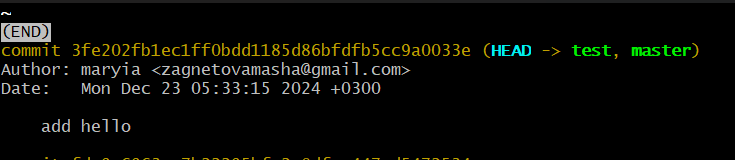 ~
(END)
commit 3fe202fb1ec1ff0bdd1185d86bfdfb5cc9a0033e (HEAD -> test, master)
Author: maryia <zagnetovamasha@gmail.com>
Date:   Mon Dec 23 05:33:15 2024 +0300
    add hello